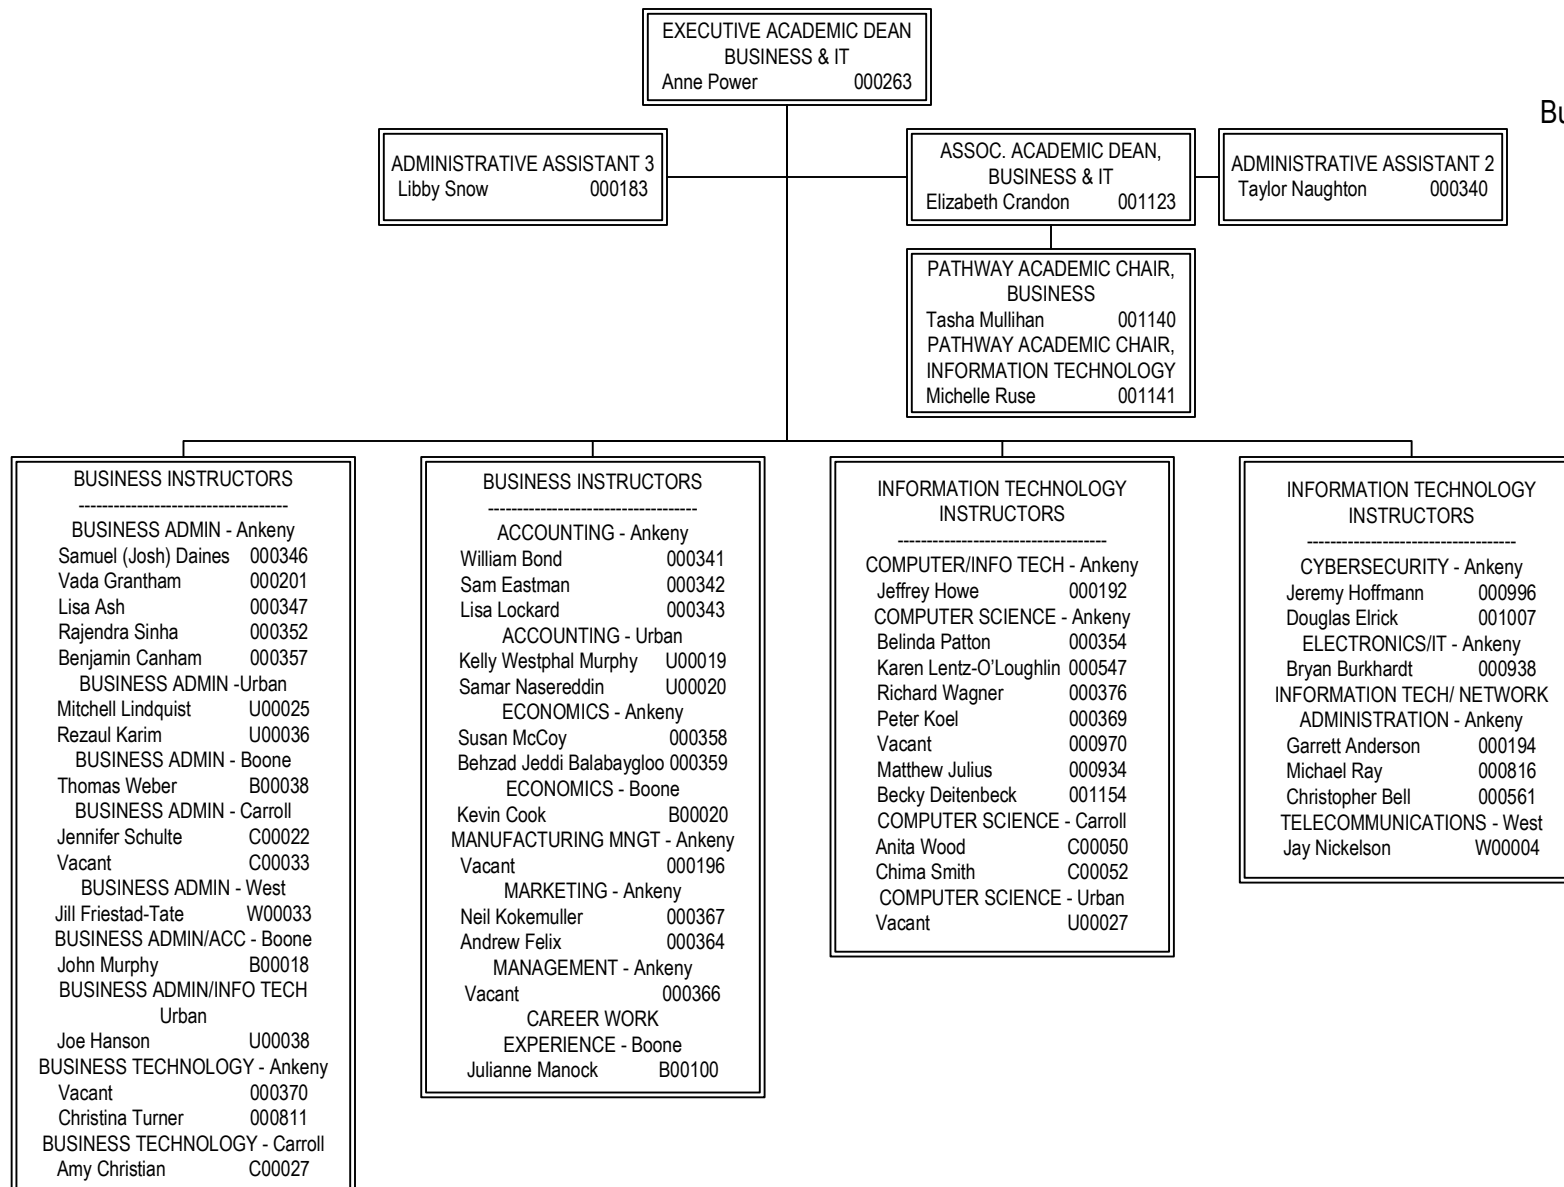 EXECUTIVE ACADEMIC DEAN
BUSINESS & IT
Anne Power 000263
Bu
ADMINISTRATIVE ASSISTANT 3
Libby Snow 000183
ASSOC. ACADEMIC DEAN,
BUSINESS & IT
Elizabeth Crandon 001123
ADMINISTRATIVE ASSISTANT 2
Taylor Naughton 000340
PATHWAY ACADEMIC CHAIR,
BUSINESS
Tasha Mullihan 001140
PATHWAY ACADEMIC CHAIR,
INFORMATION TECHNOLOGY
Michelle Ruse 001141
BUSINESS INSTRUCTORS
------------------------------------
BUSINESS ADMIN - Ankeny
Samuel (Josh) Daines 000346
Vada Grantham 000201
Lisa Ash 000347
Rajendra Sinha 000352
Benjamin Canham 000357
BUSINESS ADMIN -Urban
Mitchell Lindquist U00025
Rezaul Karim U00036
BUSINESS ADMIN - Boone
Thomas Weber B00038
BUSINESS ADMIN - Carroll
Jennifer Schulte C00022
Vacant C00033
BUSINESS ADMIN - West
Jill Friestad-Tate W00033
BUSINESS ADMIN/ACC - Boone
John Murphy B00018
BUSINESS ADMIN/INFO TECH
Urban
Joe Hanson U00038
BUSINESS TECHNOLOGY - Ankeny
Vacant 000370
Christina Turner 000811
BUSINESS TECHNOLOGY - Carroll
Amy Christian C00027
BUSINESS INSTRUCTORS
------------------------------------
ACCOUNTING - Ankeny
William Bond 000341
Sam Eastman 000342
Lisa Lockard 000343
ACCOUNTING - Urban
Kelly Westphal Murphy U00019
Samar Nasereddin U00020
ECONOMICS - Ankeny
Susan McCoy 000358
Behzad Jeddi Balabaygloo 000359
ECONOMICS - Boone
Kevin Cook B00020
MANUFACTURING MNGT - Ankeny
Vacant 000196
MARKETING - Ankeny
Neil Kokemuller 000367
Andrew Felix 000364
MANAGEMENT - Ankeny
Vacant 000366
CAREER WORK
EXPERIENCE - Boone
Julianne Manock B00100
INFORMATION TECHNOLOGY
INSTRUCTORS
------------------------------------
COMPUTER/INFO TECH - Ankeny
Jeffrey Howe 000192
COMPUTER SCIENCE - Ankeny
Belinda Patton 000354
Karen Lentz-O'Loughlin 000547
Richard Wagner 000376
Peter Koel 000369
Vacant 000970
Matthew Julius 000934
Becky Deitenbeck 001154
COMPUTER SCIENCE - Carroll
Anita Wood C00050
Chima Smith C00052
COMPUTER SCIENCE - Urban
Vacant U00027
INFORMATION TECHNOLOGY
INSTRUCTORS
------------------------------------
CYBERSECURITY - Ankeny
Jeremy Hoffmann 000996
Douglas Elrick 001007
ELECTRONICS/IT - Ankeny
Bryan Burkhardt 000938
INFORMATION TECH/ NETWORK
ADMINISTRATION - Ankeny
Garrett Anderson 000194
Michael Ray 000816
Christopher Bell 000561
TELECOMMUNICATIONS - West
Jay Nickelson W00004